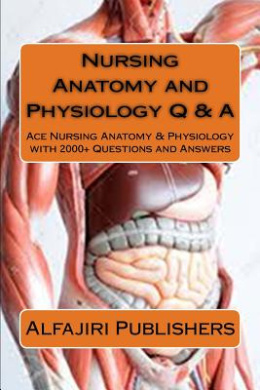 Nursing
Anatomy and
Physiology Q & A
Ace Nursing Anatomy & Physiology
with 2000+ Questions and Answers
Alfajiri Publishers